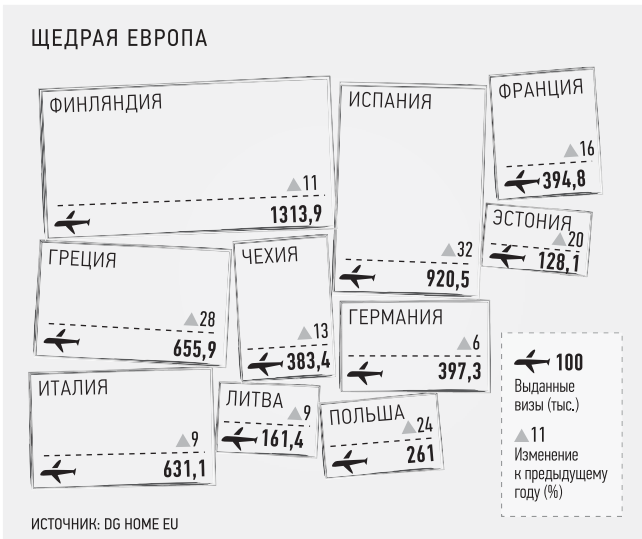 ЩЕДРАЯ ЕВРОПА
ФИНЛЯНДИЯ
11
1313,9
ИСПАНИЯ
32
920,5
ФРАНЦИЯ
16
394,8
ЭСТОНИЯ
20
128,1
ГРЕЦИЯ
28
655,9
ЧЕХИЯ
13
383,4
ГЕРМАНИЯ
6
397,3
ИТАЛИЯ
9
631,1
ЛИТВА
9
161,4
ПОЛЬША
24
261
100
Выданные
визы (тыс.)
11
Изменение
к предыдущему
году (%)
ИСТОЧНИК: DG HOME EU